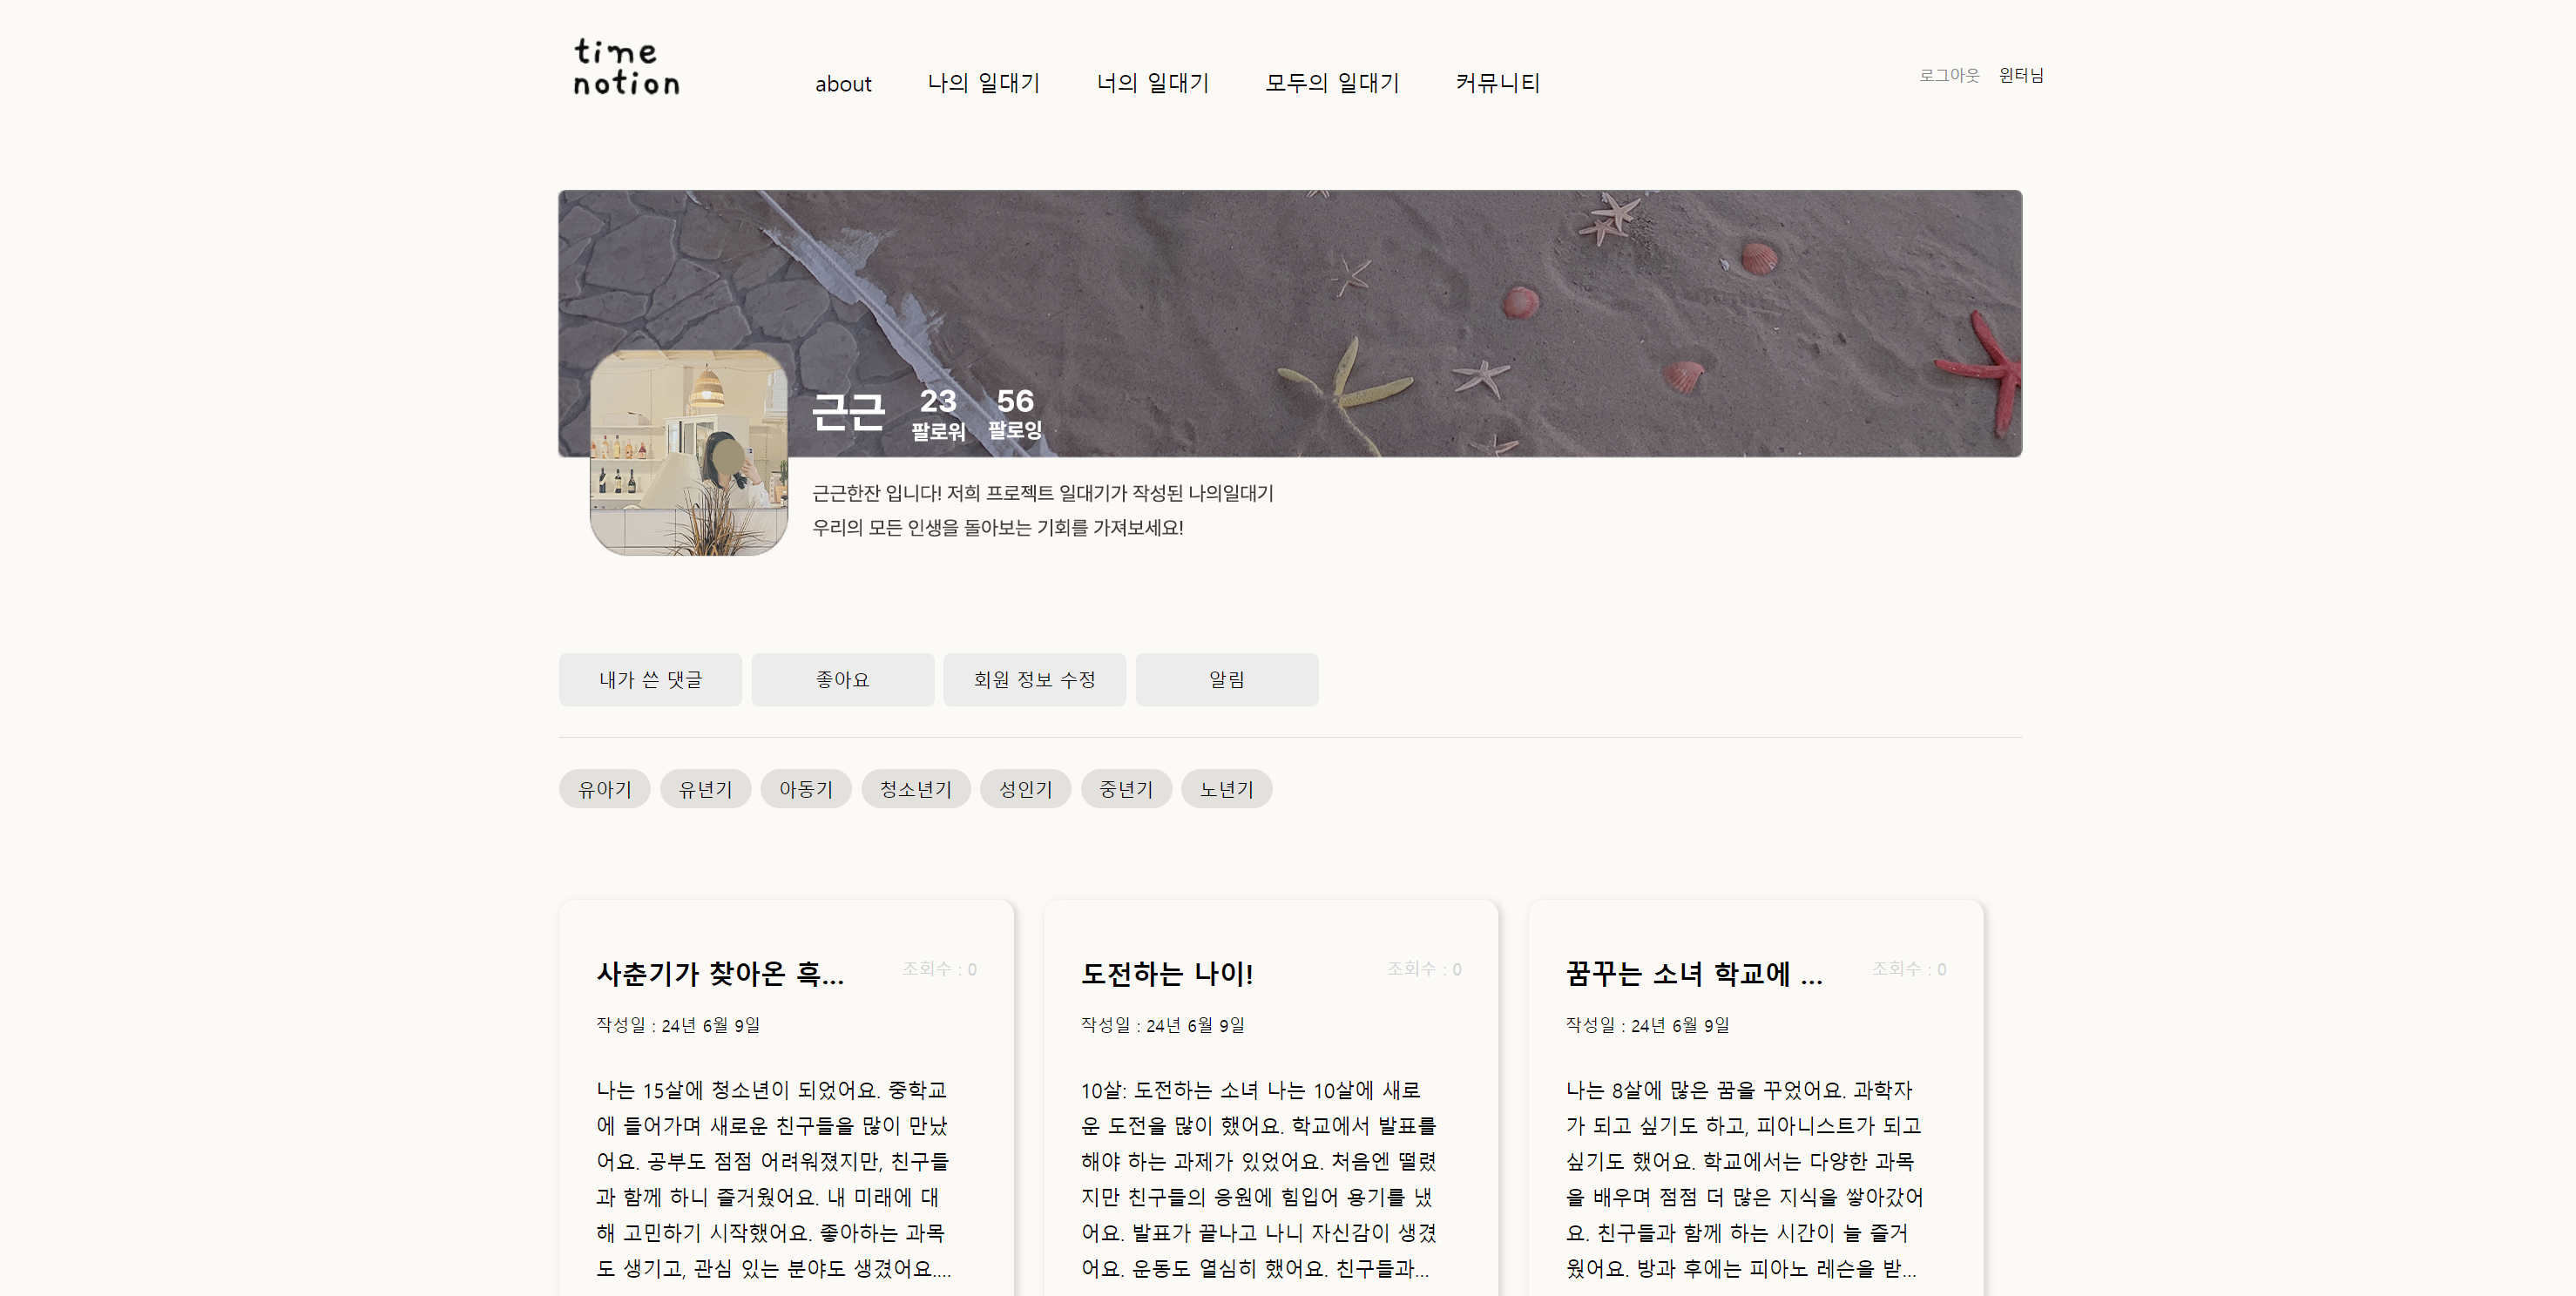 time
notion
about 나의 일대기 너의 일대기 모두의 일대기 커뮤니티
로그아웃 윈터님
근근
23 56
팔로워 팔로잉
근근한잔 입니다! 저희 프로젝트 일대기가 작성된 나의일대기
우리의 모든 인생을 돌아보는 기회를 가져보세요!
내가 쓴 댓글 좋아요 회원 정보 수정 알림
유아기 유년기 아동기 청소년기 성인기 중년기 노년기
사춘기가 찾아온 흑...
조회수 : 0
작성일 : 24년 6월 9일
나는 15살에 청소년이 되었어요. 중학교
에 들어가며 새로운 친구들을 많이 만났
어요. 공부도 점점 어려워졌지만, 친구들
과 함께 하니 즐거웠어요. 내 미래에 대
해 고민하기 시작했어요. 좋아하는 과목
도 생기고, 관심 있는 분야도 생겼어요....
도전하는 나이!
조회수 : 0
작성일 : 24년 6월 9일
10살: 도전하는 소녀 나는 10살에 새로
운 도전을 많이 했어요. 학교에서 발표를
해야 하는 과제가 있었어요. 처음엔 떨렸
지만 친구들의 응원에 힘입어 용기를 냈
어요. 발표가 끝나고 나니 자신감이 생겼
어요. 운동도 열심히 했어요. 친구들과...
꿈꾸는 소녀 학교에 ...
조회수 : 0
작성일 : 24년 6월 9일
나는 8살에 많은 꿈을 꾸었어요. 과학자
가 되고 싶기도 하고, 피아니스트가 되고
싶기도 했어요. 학교에서는 다양한 과목
을 배우며 점점 더 많은 지식을 쌓아갔어
요. 친구들과 함께 하는 시간이 늘 즐거
웠어요. 방과 후에는 피아노 레슨을 받...